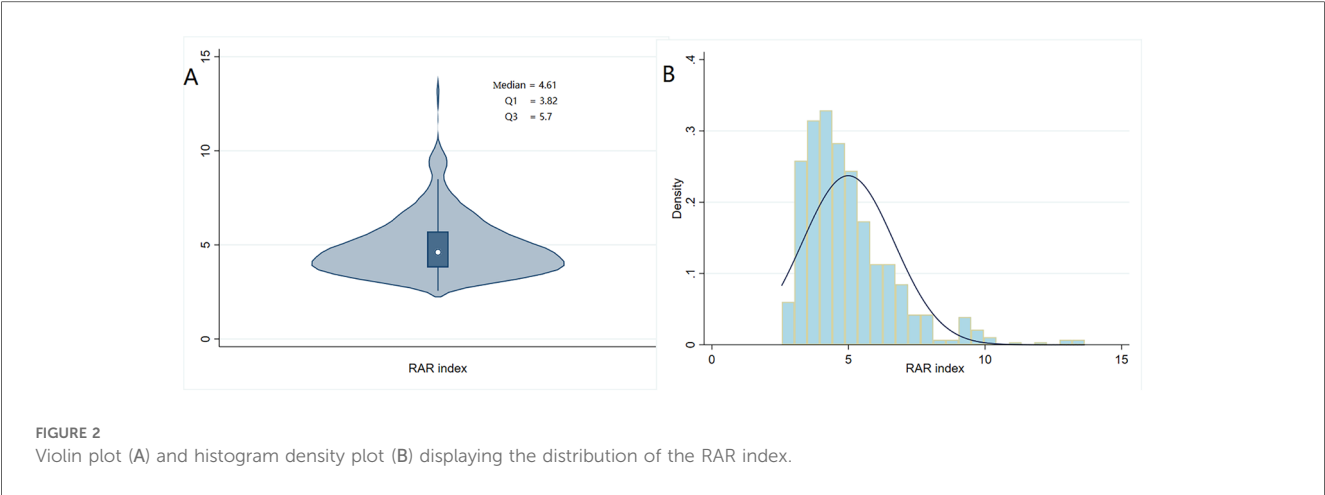 A
15
10
5
0
Median = 4.61
Q1 = 3.82
Q3 = 5.7
RAR index
B
.4
.3
.2
.1
0
Density
0 5 10 15
RAR index
FIGURE 2
Violin plot (A) and histogram density plot (B) displaying the distribution of the RAR index.